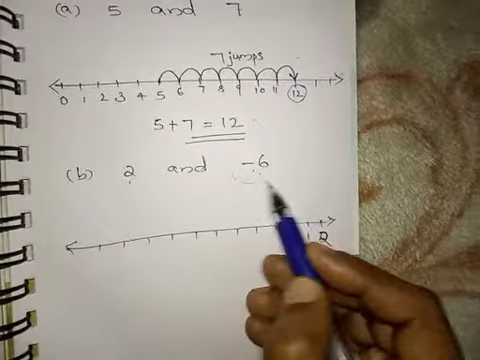 (a) 5 and 7
7 jumps
0 1 2 3 4 5 6 7 8 9 10 11 12
5+7 = 12
(b) 2 and -6
2